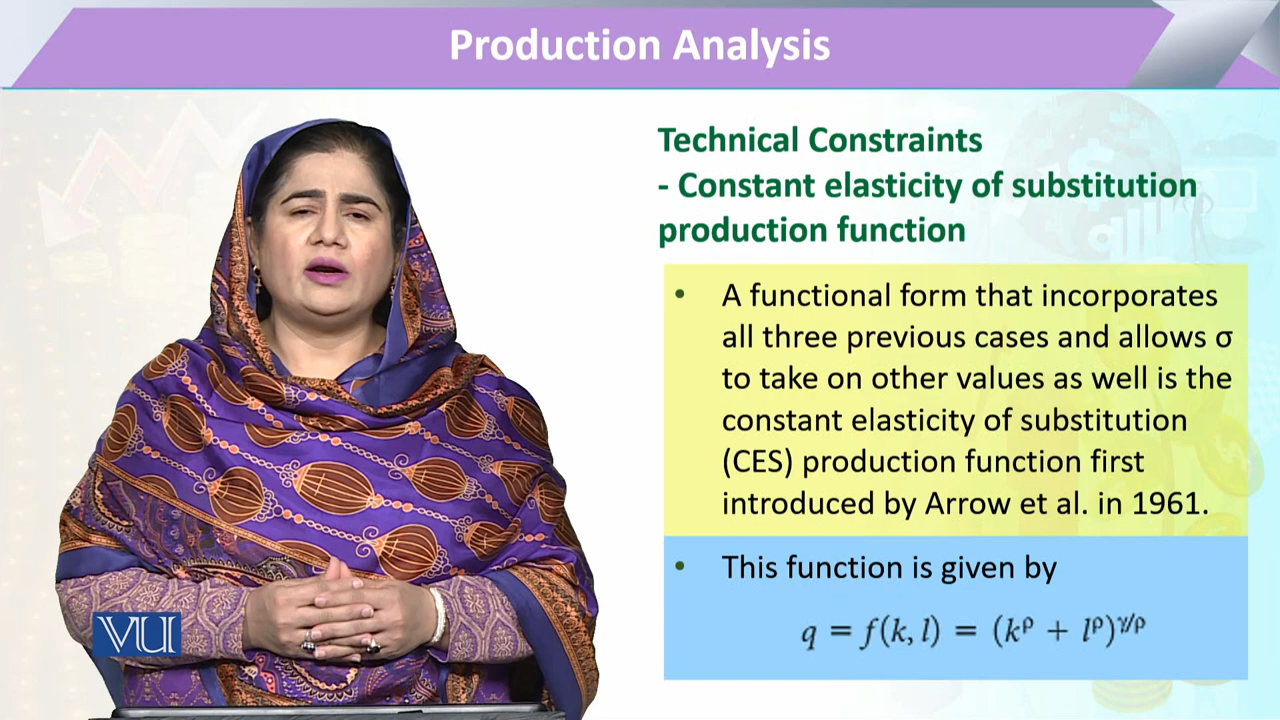 Production Analysis
Technical Constraints
- Constant elasticity of substitution
production function
• A functional form that incorporates
all three previous cases and allows σ
to take on other values as well is the
constant elasticity of substitution
(CES) production function first
introduced by Arrow et al. in 1961.
• This function is given by
q = f(k, l) = (k^ρ + l^ρ)^γ/ρ
VU